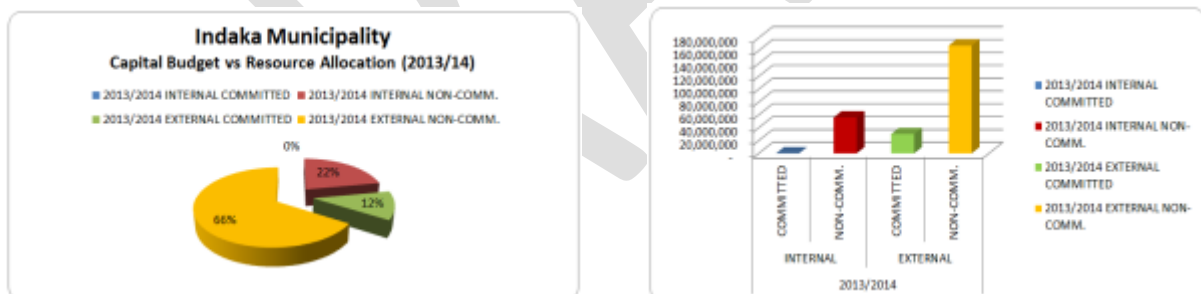 Indaka Municipality
Capital Budget vs Resource Allocation (2013/14)
2013/2014 INTERNAL COMMITTED 2013/2014 INTERNAL NON-COMM.
2013/2014 EXTERNAL COMMITTED 2013/2014 EXTERNAL NON-COMM.
0%
22%
12%
66%
180,000,000
160,000,000
140,000,000
120,000,000
100,000,000
80,000,000
60,000,000
40,000,000
20,000,000
-
COMMITTED
NON-COMM.
COMMITTED
NON-COMM.
INTERNAL
EXTERNAL
2013/2014
2013/2014 INTERNAL
COMMITTED
2013/2014 INTERNAL NON-
COMM.
2013/2014 EXTERNAL
COMMITTED
2013/2014 EXTERNAL NON-
COMM.